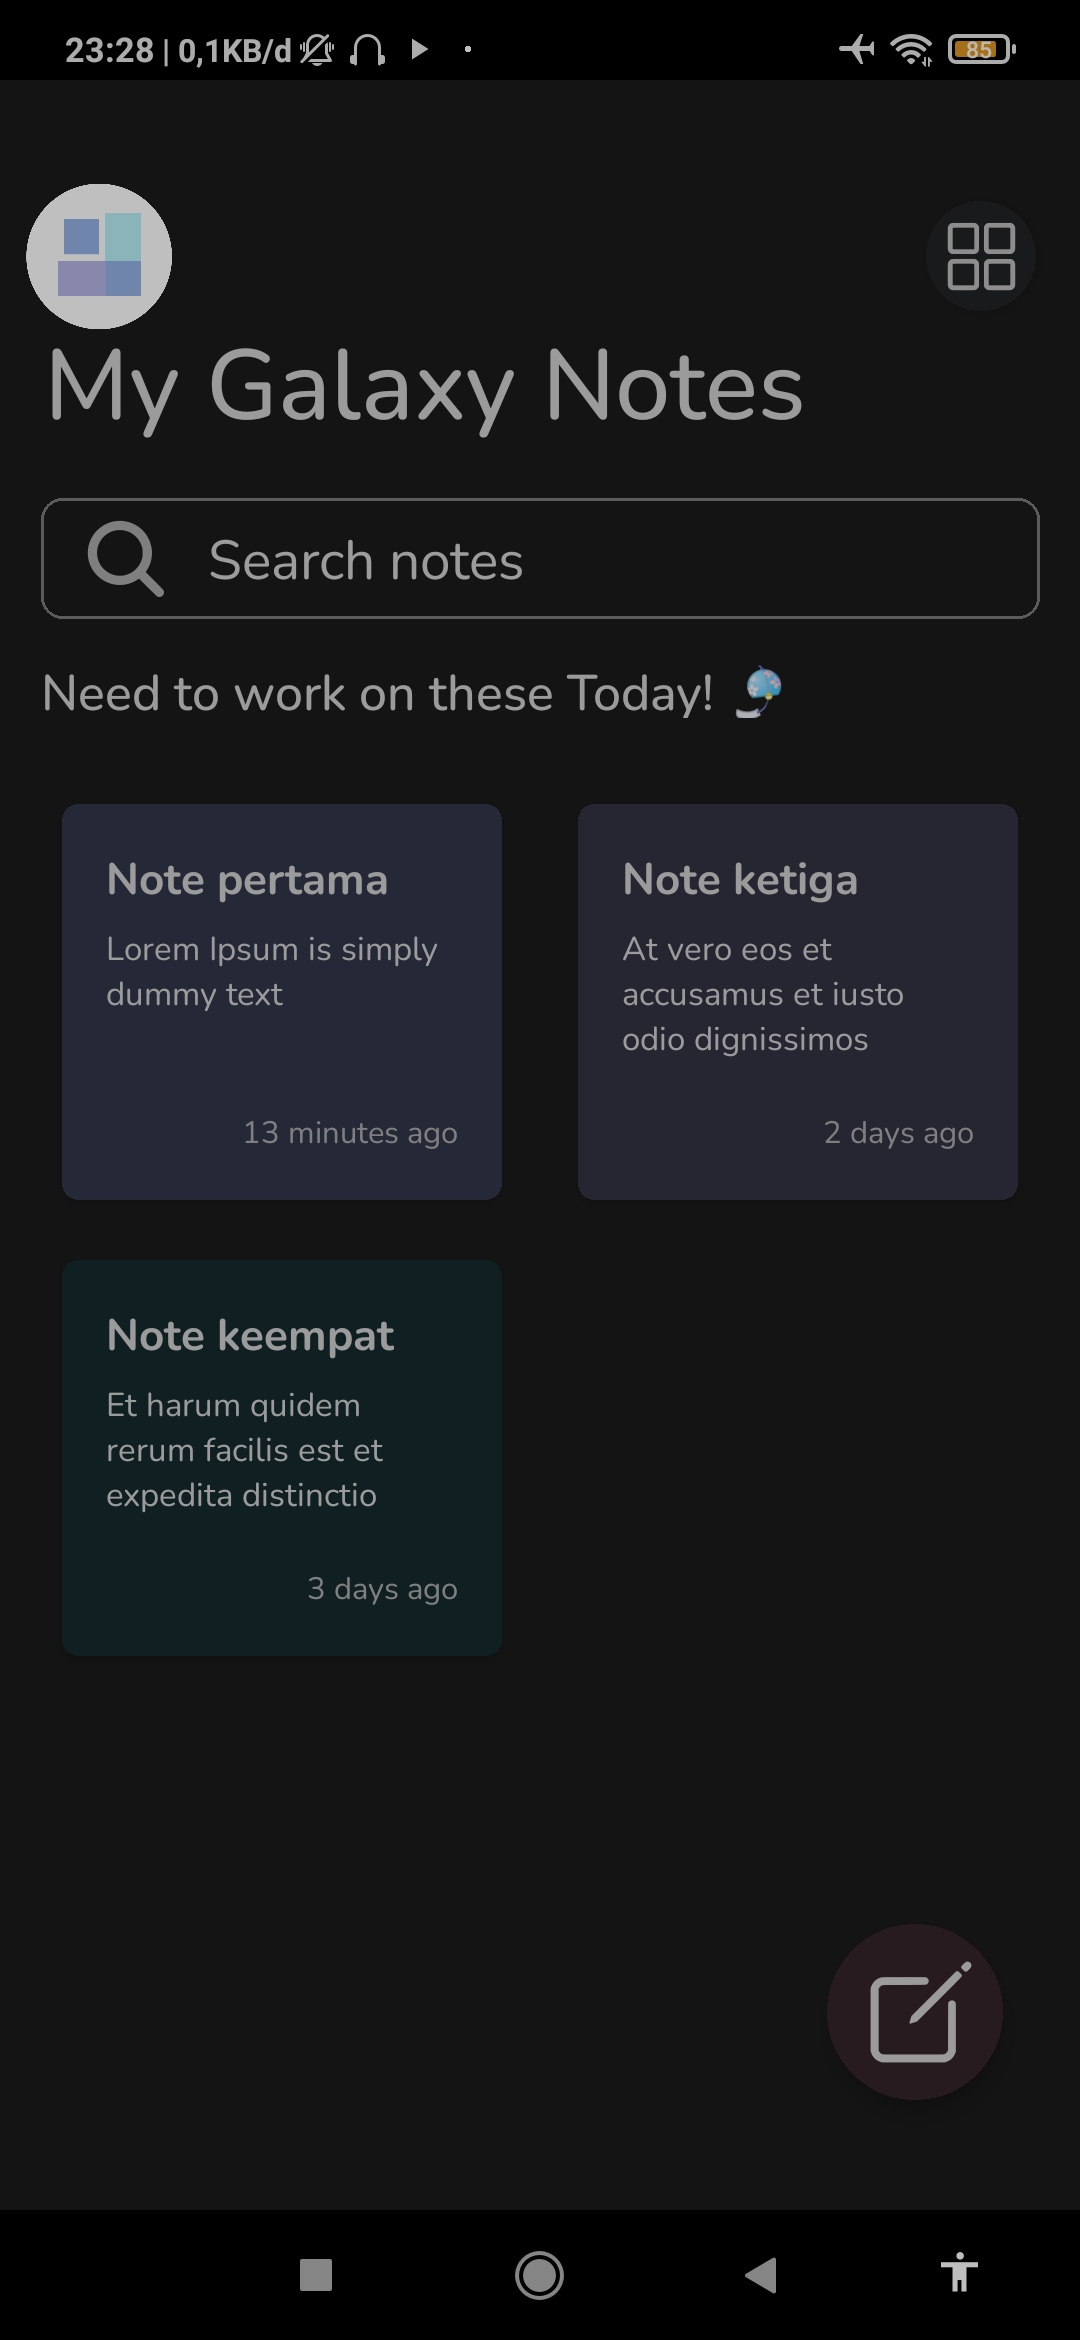 23:28 | 0,1KB/d
85
My Galaxy Notes
Search notes
Need to work on these Today!
Note pertama
Lorem Ipsum is simply
dummy text
13 minutes ago
Note ketiga
At vero eos et
accusamus et iusto
odio dignissimos
2 days ago
Note keempat
Et harum quidem
rerum facilis est et
expedita distinctio
3 days ago